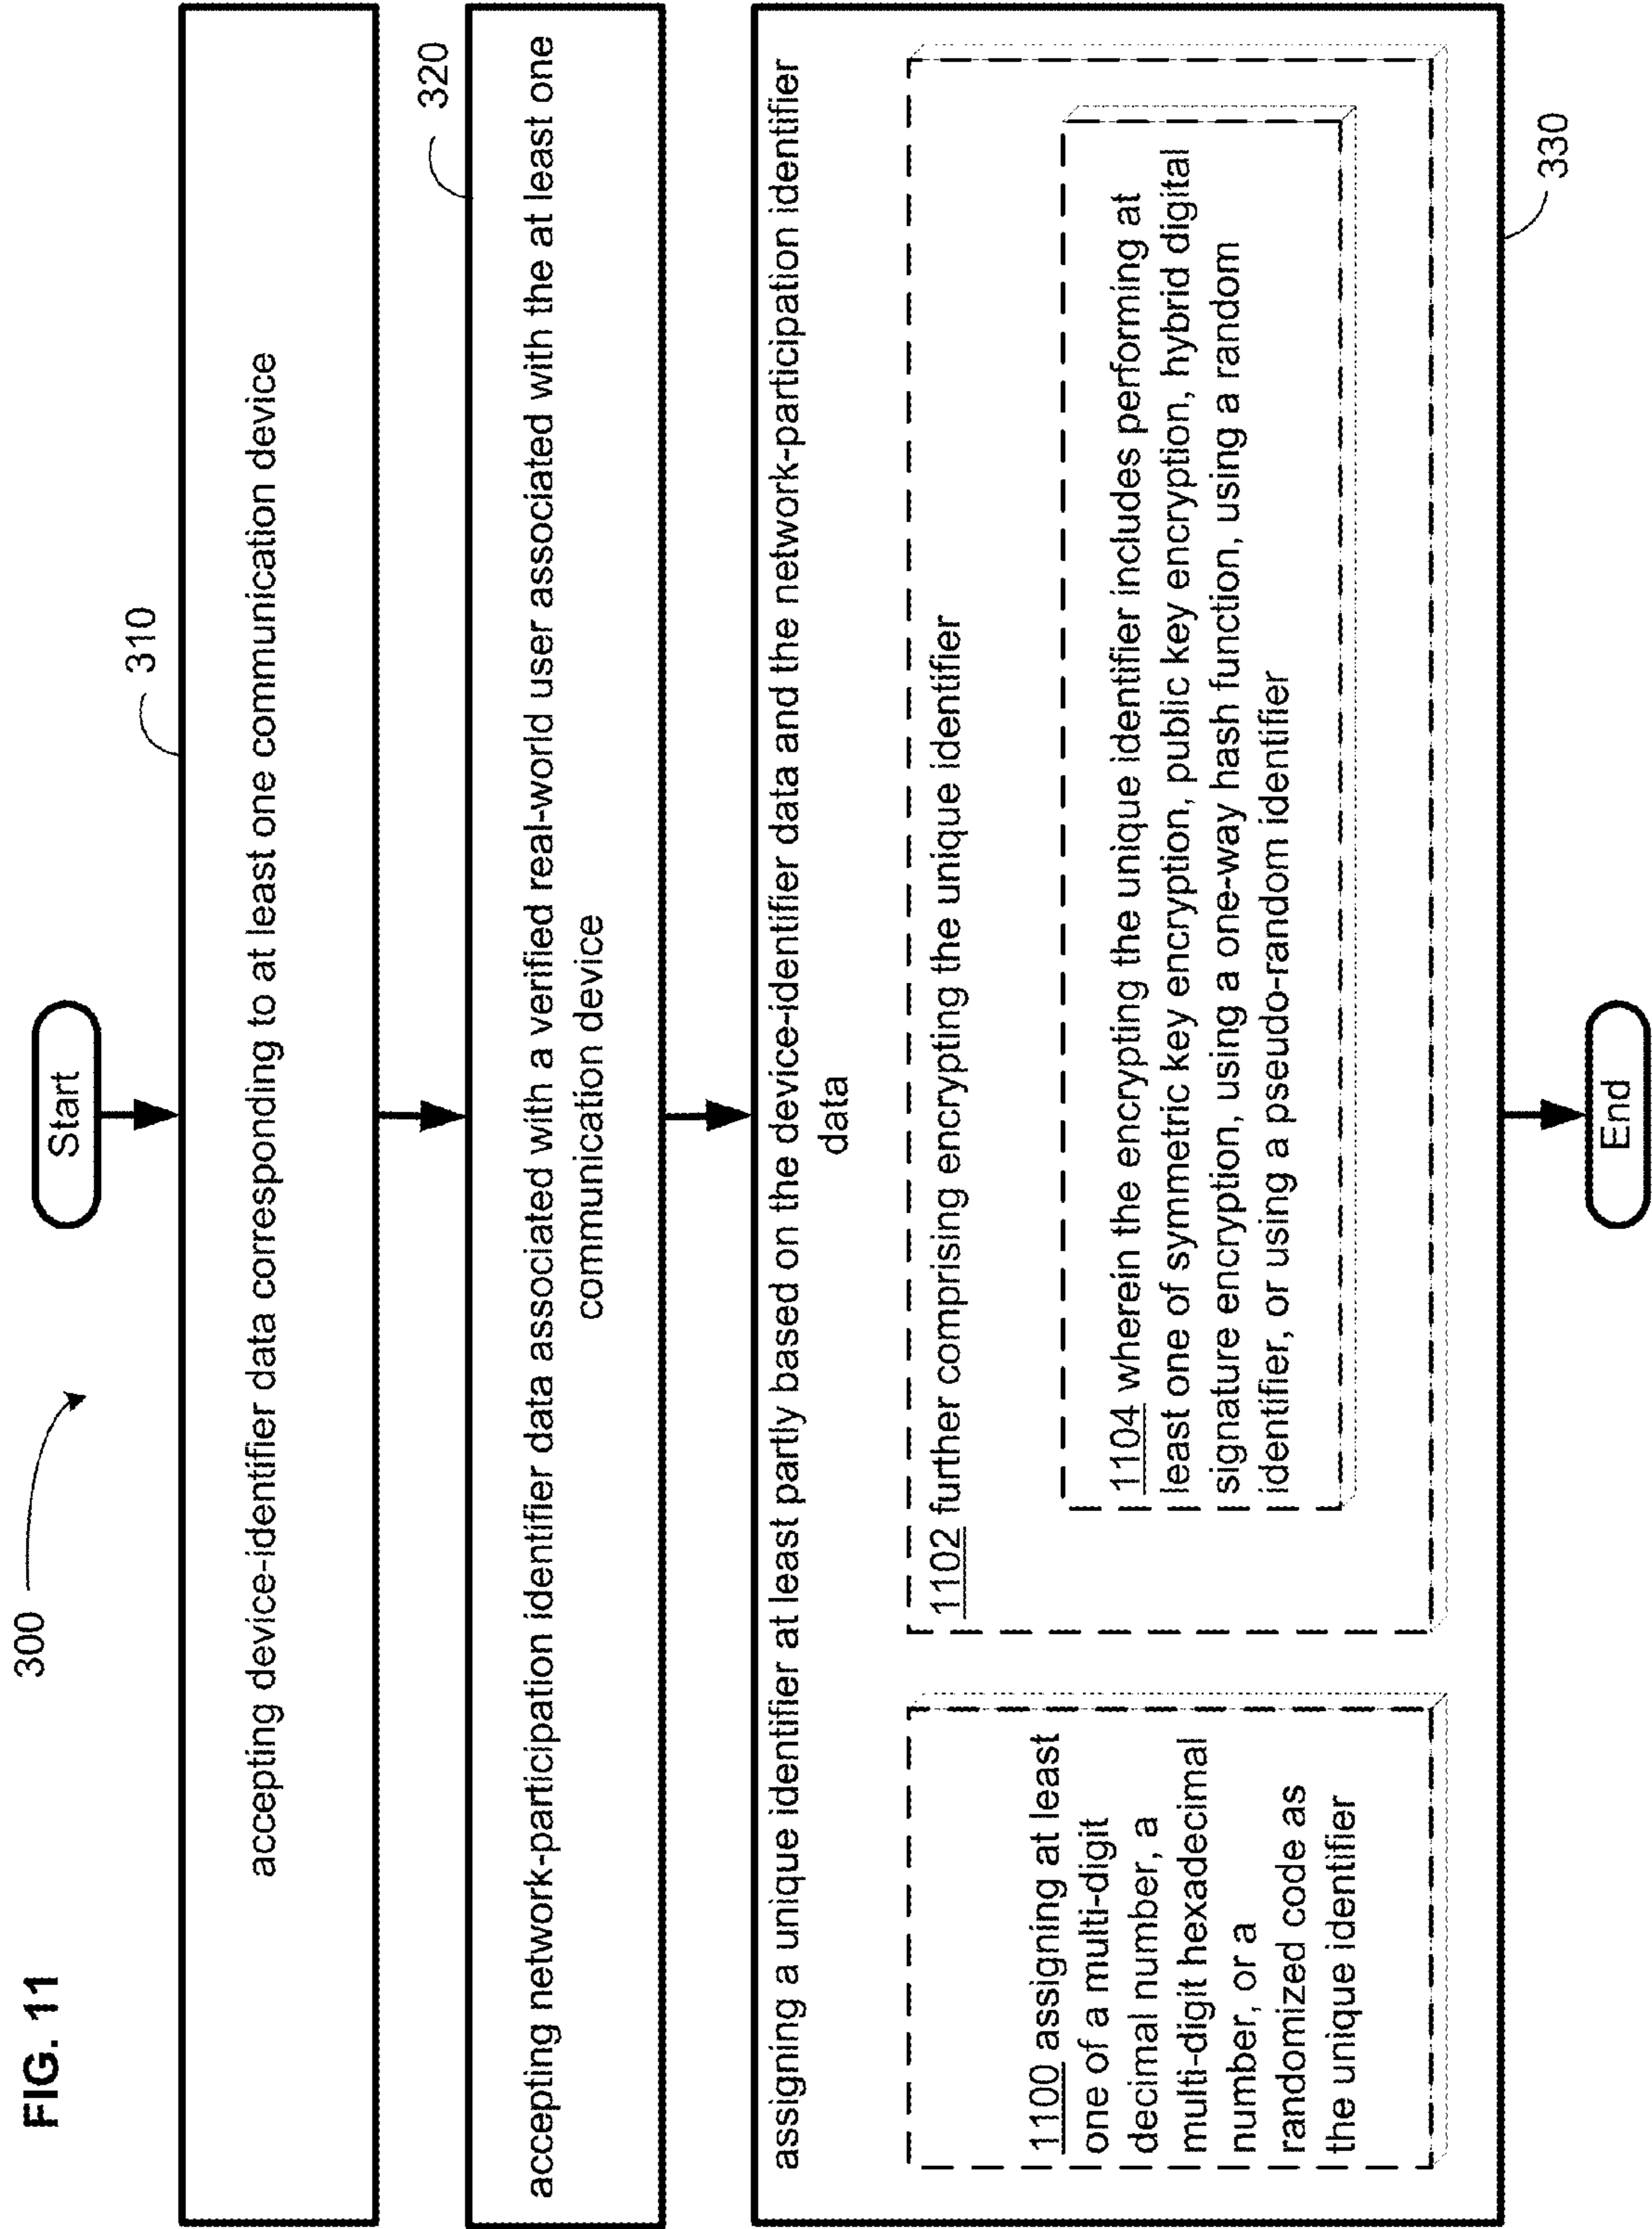 FIG. 11
300
Start
310
accepting device-identifier data corresponding to at least one communication device
320
accepting network-participation identifier data associated with a verified real-world user associated with the at least one
communication device
assigning a unique identifier at least partly based on the device-identifier data and the network-participation identifier
data
1100 assigning at least
one of a multi-digit
decimal number, a
multi-digit hexadecimal
number, or a
randomized code as
the unique identifier
1102 further comprising encrypting the unique identifier
1104 wherein the encrypting the unique identifier includes performing at
least one of symmetric key encryption, public key encryption, hybrid digital
signature encryption, using a one-way hash function, using a random
identifier, or using a pseudo-random identifier
330
End